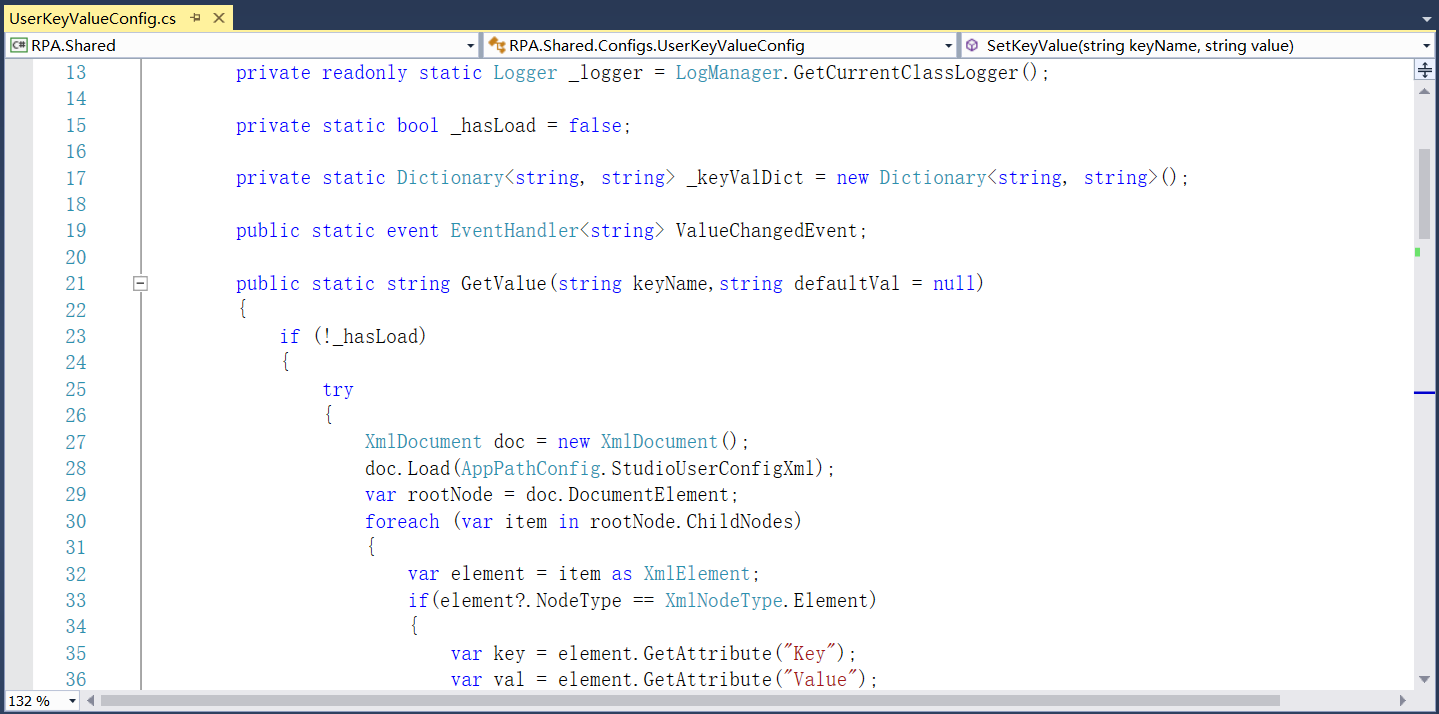 UserKeyValueConfig.cs
C# RPA.Shared RPA.Shared.Configs.UserKeyValueConfig SetKeyValue(string keyName, string value)
13 private readonly static Logger _logger = LogManager.GetCurrentClassLogger();
14
15 private static bool _hasLoad = false;
16
17 private static Dictionary<string, string> _keyValDict = new Dictionary<string, string>();
18
19 public static event EventHandler<string> ValueChangedEvent;
20
21 public static string GetValue(string keyName,string defaultVal = null)
22 {
23 if (!_hasLoad)
24 {
25 try
26 {
27 XmlDocument doc = new XmlDocument();
28 doc.Load(AppPathConfig.StudioUserConfigXml);
29 var rootNode = doc.DocumentElement;
30 foreach (var item in rootNode.ChildNodes)
31 {
32 var element = item as XmlElement;
33 if(element?.NodeType == XmlNodeType.Element)
34 {
35 var key = element.GetAttribute("Key");
36 var val = element.GetAttribute("Value");
132 %